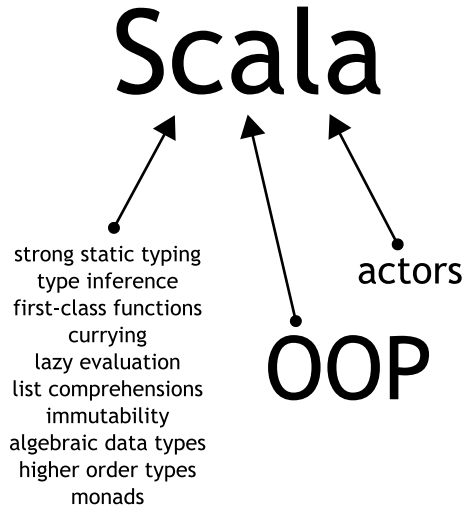 Scala
strong static typing
type inference
first-class functions
currying
lazy evaluation
list comprehensions
immutability
algebraic data types
higher order types
monads
OOP
actors